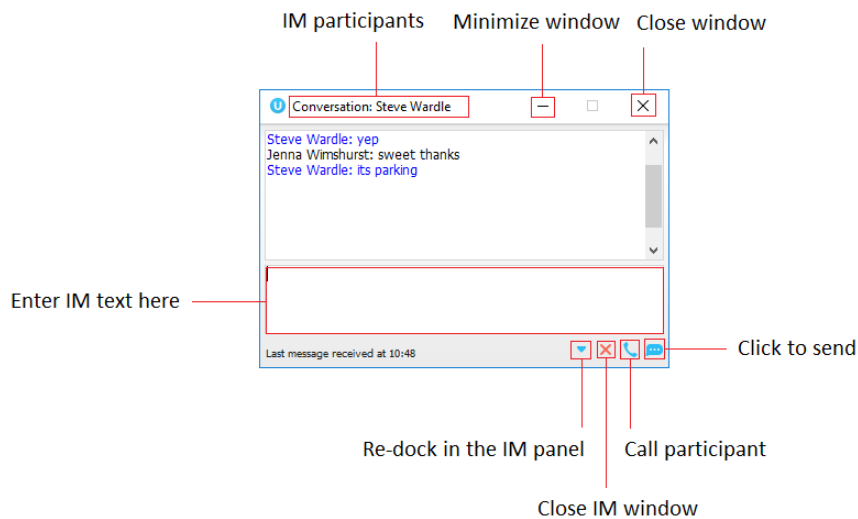 IM participants Minimize window Close window
U Conversation: Steve Wardle
Steve Wardle: yep
Jenna Wimshurst: sweet thanks
Steve Wardle: its parking
Enter IM text here
Last message received at 10:48
Click to send
Re-dock in the IM panel Call participant
Close IM window